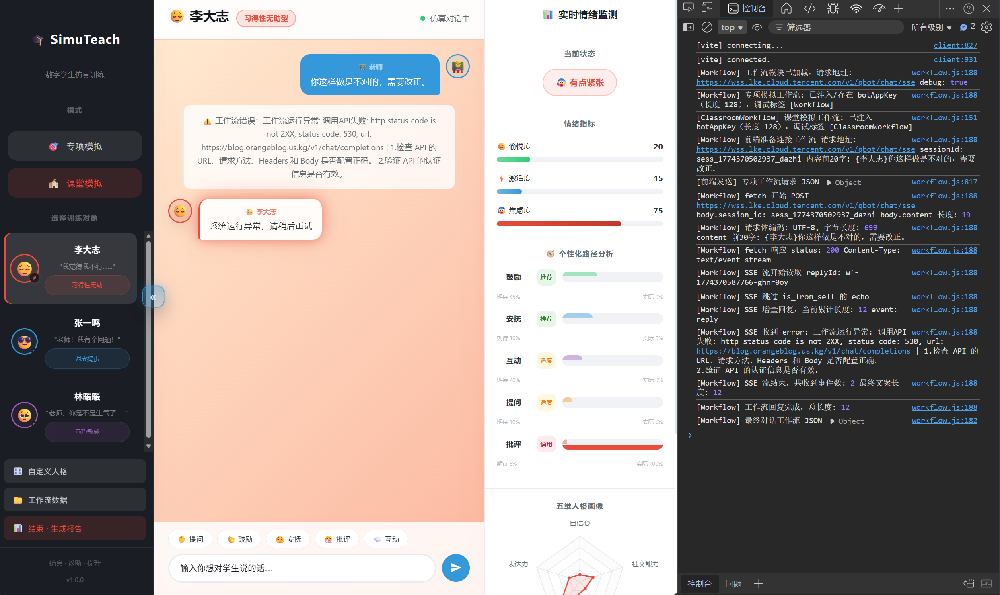 SimuTeach
数字学生仿真训练
模式
专项模拟
课堂模拟
选择训练对象
李大志
"我觉得我不行......"
习得性无助
张一鸣
"老师！我有个问题！"
调皮捣蛋
林暖暖
"老师，你是不是生气了......"
乖巧敏感
自定义人格
工作流数据
结束 · 生成报告
仿真 · 诊断 · 提升
v1.0.0
李大志 习得性无助型
仿真对话中
老师
你这样做是不对的，需要改正。
工作流错误：工作流运行异常: 调用API失败: http status code is
not 2XX, status code: 530, url:
https://blog.orangeblog.us.kg/v1/chat/completions | 1.检查 API 的
URL、请求方法、Headers 和 Body 是否配置正确。 2.验证 API 的认证
信息是否有效。
李大志
系统运行异常，请稍后重试
提问 鼓励 安抚 批评 互动
输入你想对学生说的话...
实时情绪监测
当前状态
有点紧张
情绪指标
愉悦度 20
激活度 15
焦虑度 75
个性化路径分析
鼓励 推荐
期待 35% 实际 0%
安抚 推荐
期待 30% 实际 0%
互动 适度
期待 20% 实际 0%
提问 适度
期待 10% 实际 0%
批评 慎用
期待 5% 实际 100%
五维人格画像
自信心
表达力 社交能力
控制台
top 筛选器 所有级别 2
[vite] connecting... client:827
[vite] connected. client:931
[Workflow] 工作流模块已加载，请求地址: workflow.js:188
https://wss.lke.cloud.tencent.com/v1/qbot/chat/sse debug: true
[Workflow] 专项模拟工作流: 已注入/存在 botAppKey workflow.js:188
（长度 128），调试标签 [Workflow]
[ClassroomWorkflow] 课堂模拟工作流: 已注入 workflow.js:151
botAppKey（长度 128），调试标签 [ClassroomWorkflow]
[Workflow] 前端准备连接工作流 请求地址: workflow.js:188
https://wss.lke.cloud.tencent.com/v1/qbot/chat/sse sessionId:
sess_1774370502937_dazhi 内容前20字: {李大志}你这样做是不对的，需要
改正。
[前端发送] 专项工作流请求 JSON ▶ Object workflow.js:817
[Workflow] fetch 开始 POST workflow.js:188
https://wss.lke.cloud.tencent.com/v1/qbot/chat/sse
body.session_id: sess_1774370502937_dazhi body.content 长度: 19
[Workflow] 请求体编码: UTF-8, 字节长度: 699 workflow.js:188
content 前30字: {李大志}你这样做是不对的，需要改正。
[Workflow] fetch 响应 status: 200 Content-Type: workflow.js:188
text/event-stream
[Workflow] SSE 流开始读取 replyId: wf- workflow.js:188
1774370587766-ghnr0oy
[Workflow] SSE 跳过 is_from_self 的 echo workflow.js:188
[Workflow] SSE 增量回复，当前累计长度: 12 event: workflow.js:188
reply
[Workflow] SSE 收到 error: 工作流运行异常: 调用API workflow.js:188
失败: http status code is not 2XX, status code: 530, url:
https://blog.orangeblog.us.kg/v1/chat/completions | 1.检查 API 的
URL、请求方法、Headers 和 Body 是否配置正确。
2.验证 API 的认证信息是否有效。
[Workflow] SSE 流结束，共收到事件数: 2 最终文案长 workflow.js:188
度: 12
[Workflow] 工作流回复完成，总长度: 12 workflow.js:188
[Workflow] 最终对话工作流 JSON ▶ Object workflow.js:182
控制台 问题